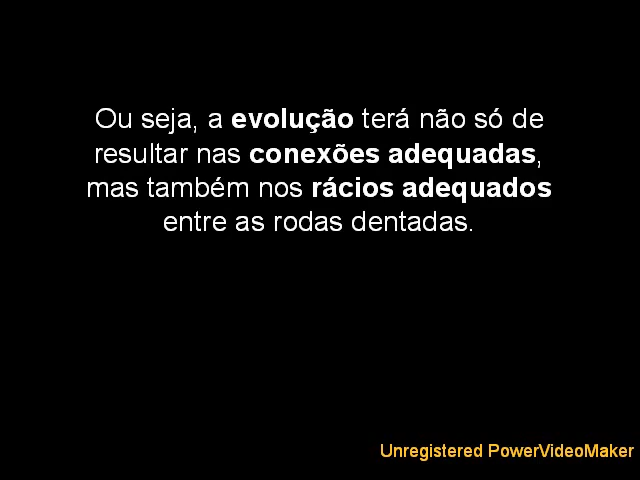 Ou seja, a evolução terá não só de
resultar nas conexões adequadas,
mas também nos rácios adequados
entre as rodas dentadas.
Unregistered PowerVideoMaker